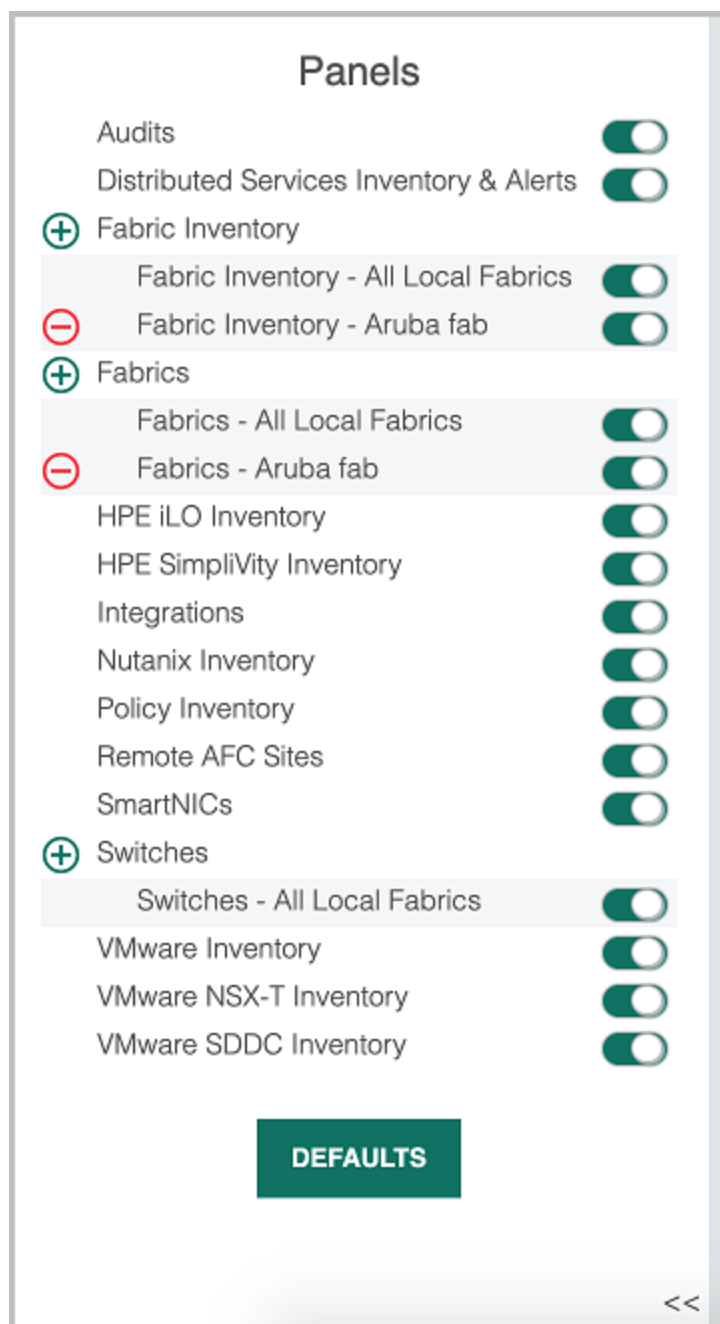 Panels
Audits
Distributed Services Inventory & Alerts
Fabric Inventory
Fabric Inventory - All Local Fabrics
Fabric Inventory - Aruba fab
Fabrics
Fabrics - All Local Fabrics
Fabrics - Aruba fab
HPE iLO Inventory
HPE SimpliVity Inventory
Integrations
Nutanix Inventory
Policy Inventory
Remote AFC Sites
SmartNICs
Switches
Switches - All Local Fabrics
VMware Inventory
VMware NSX-T Inventory
VMware SDDC Inventory
DEFAULTS
<<